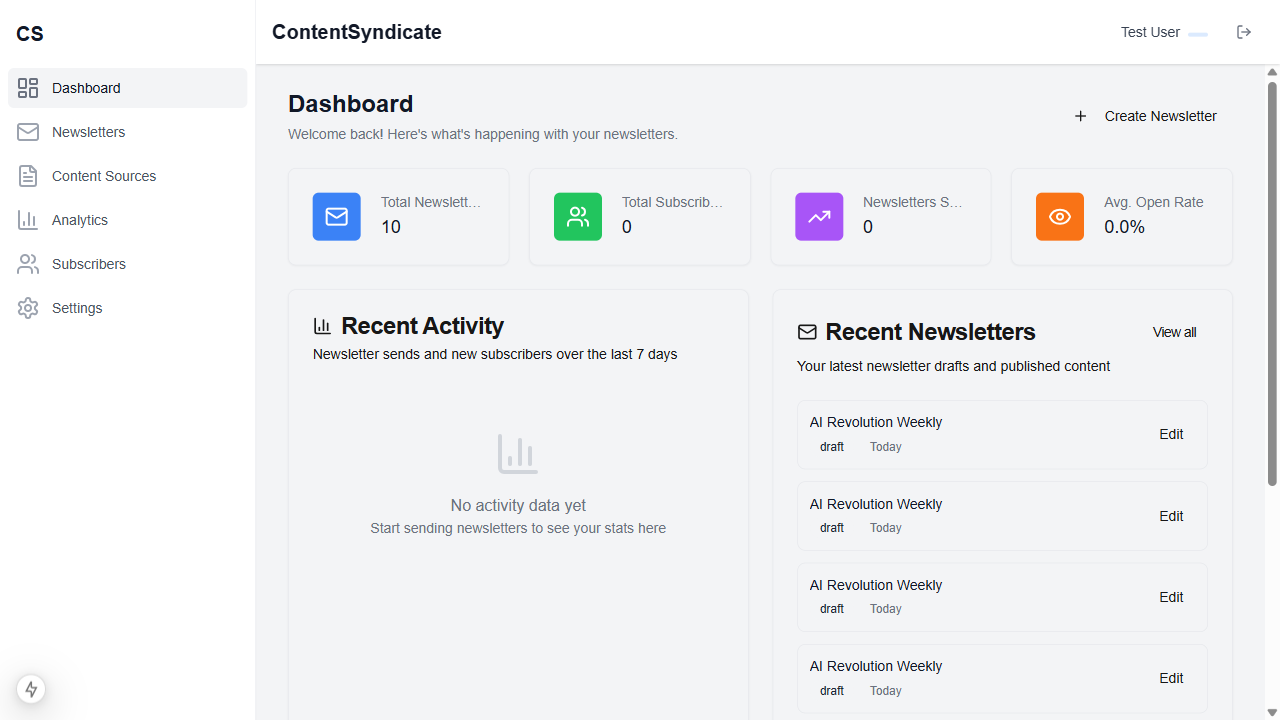 CS
ContentSyndicate
Test User
Dashboard
Newsletters
Content Sources
Analytics
Subscribers
Settings
Dashboard
Welcome back! Here's what's happening with your newsletters.
Create Newsletter
Total Newslett...
10
Total Subscrib...
0
Newsletters S...
0
Avg. Open Rate
0.0%
Recent Activity
Newsletter sends and new subscribers over the last 7 days
No activity data yet
Start sending newsletters to see your stats here
Recent Newsletters
View all
Your latest newsletter drafts and published content
AI Revolution Weekly
draft Today
Edit
AI Revolution Weekly
draft Today
Edit
AI Revolution Weekly
draft Today
Edit
AI Revolution Weekly
draft Today
Edit